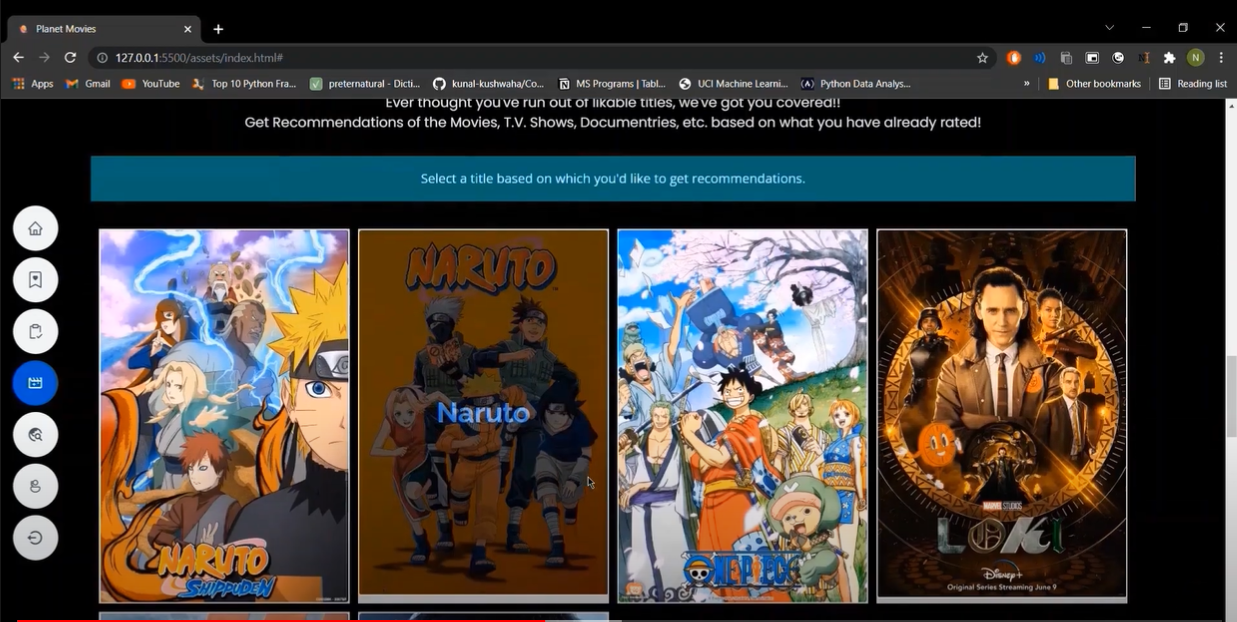 Planet Movies
127.0.0.1:5500/assets/index.html#
N
Apps
Gmail
YouTube
Top 10 Python Fra...
preternatural - Dicti...
kunal-kushwaha/Co...
MS Programs | Tabl...
UCI Machine Learni...
Python Data Analys...
»
Other bookmarks
Reading list
Ever thought you've run out of likable titles, we've got you covered!!
Get Recommendations of the Movies, T.V. Shows, Documentries, etc. based on what you have already rated!
Select a title based on which you'd like to get recommendations.
NARUTO
SHIPPUDEN
NARUTO
Naruto
ONE PIECE
MARVEL STUDIOS
LOKI
Disney+
Original Series Streaming June 9